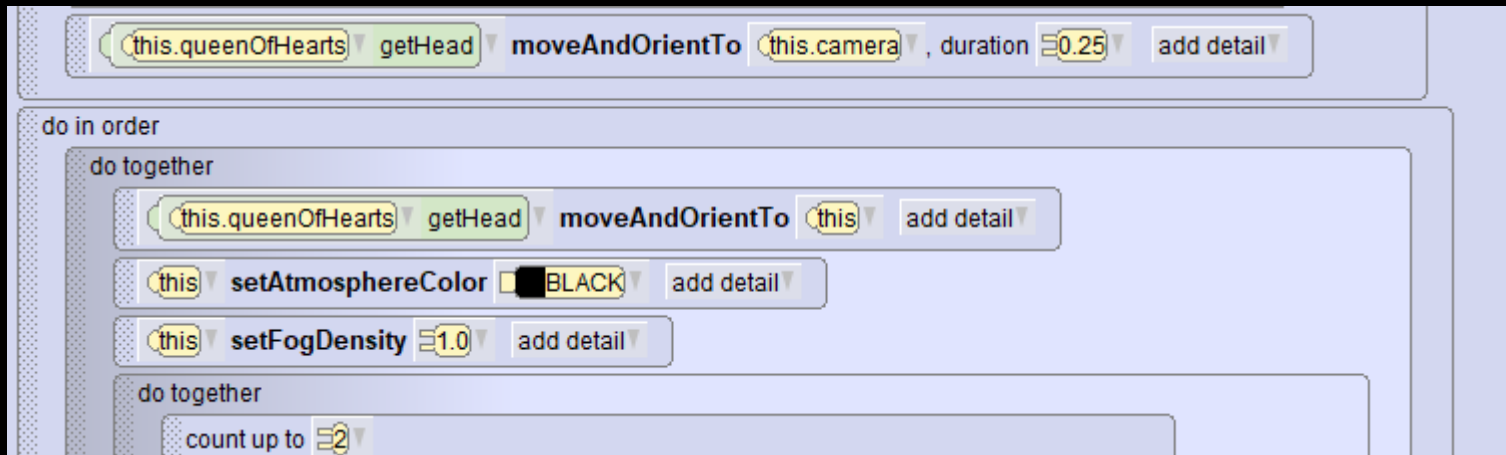 this.queenOfHearts getHead moveAndOrientTo this.camera , duration 0.25 add detail
do in order
do together
this.queenOfHearts getHead moveAndOrientTo this add detail
this setAtmosphereColor BLACK add detail
this setFogDensity 1.0 add detail
do together
count up to 2